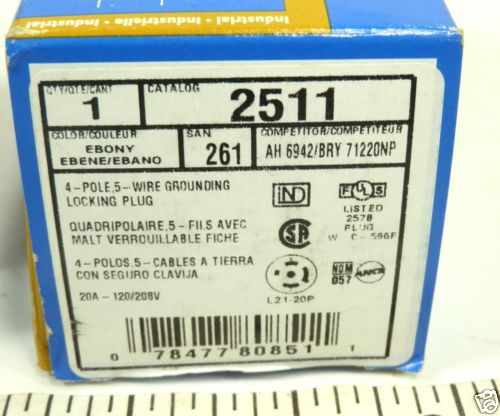 Industrial
Industrielle
Industrial
QTY/QTE/CANT
1
CATALOG
2511
COLOR/COULEUR
EBONY
EBENE/EBANO
SAN
261
COMPETITOR/COMPETITEUR
AH 6942/BRY 71220NP
4-POLE,5-WIRE GROUNDING
LOCKING PLUG
QUADRIPOLAIRE,5-FILS AVEC
MALT VERROUILLABLE FICHE
4-POLOS,5-CABLES A TIERRA
CON SEGURO CLAVIJA
20A-120/208V
IND
LISTED
257B
PLUG
W C-596F
L21-20P
NOM
057
ANCE
0 78477 80851 1